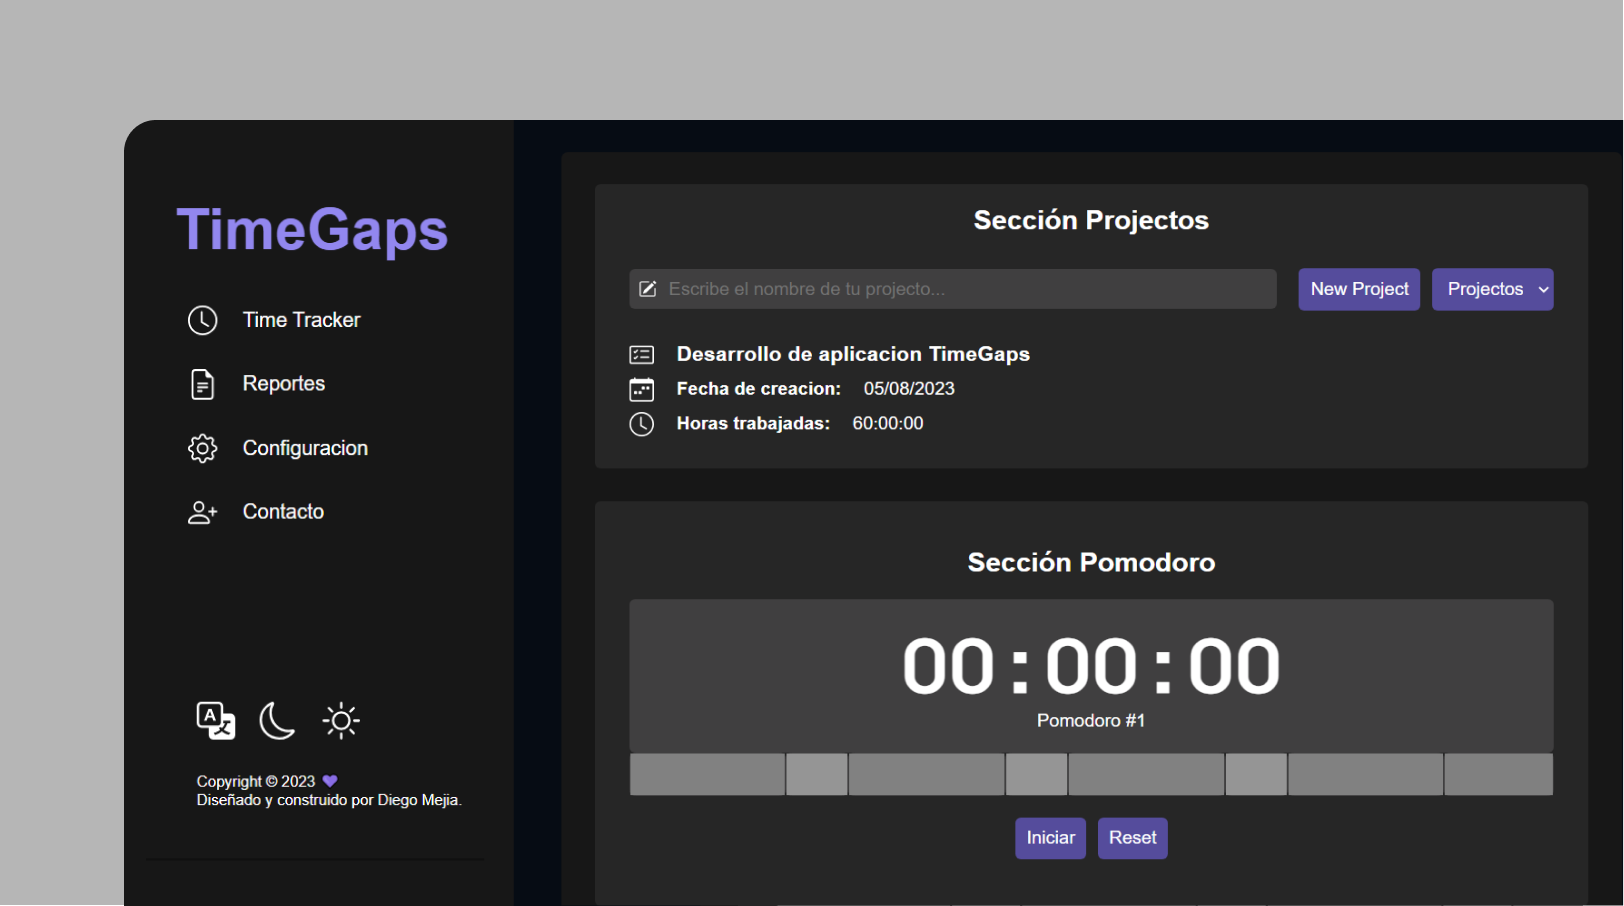 TimeGaps
Time Tracker
Reportes
Configuracion
Contacto
A
Copyright © 2023 💜
Diseñado y construido por Diego Mejia.
Sección Projectos
Escribe el nombre de tu projecto...
New Project
Projectos
Desarrollo de aplicacion TimeGaps
Fecha de creacion: 05/08/2023
Horas trabajadas: 60:00:00
Sección Pomodoro
00:00:00
Pomodoro #1
Iniciar
Reset